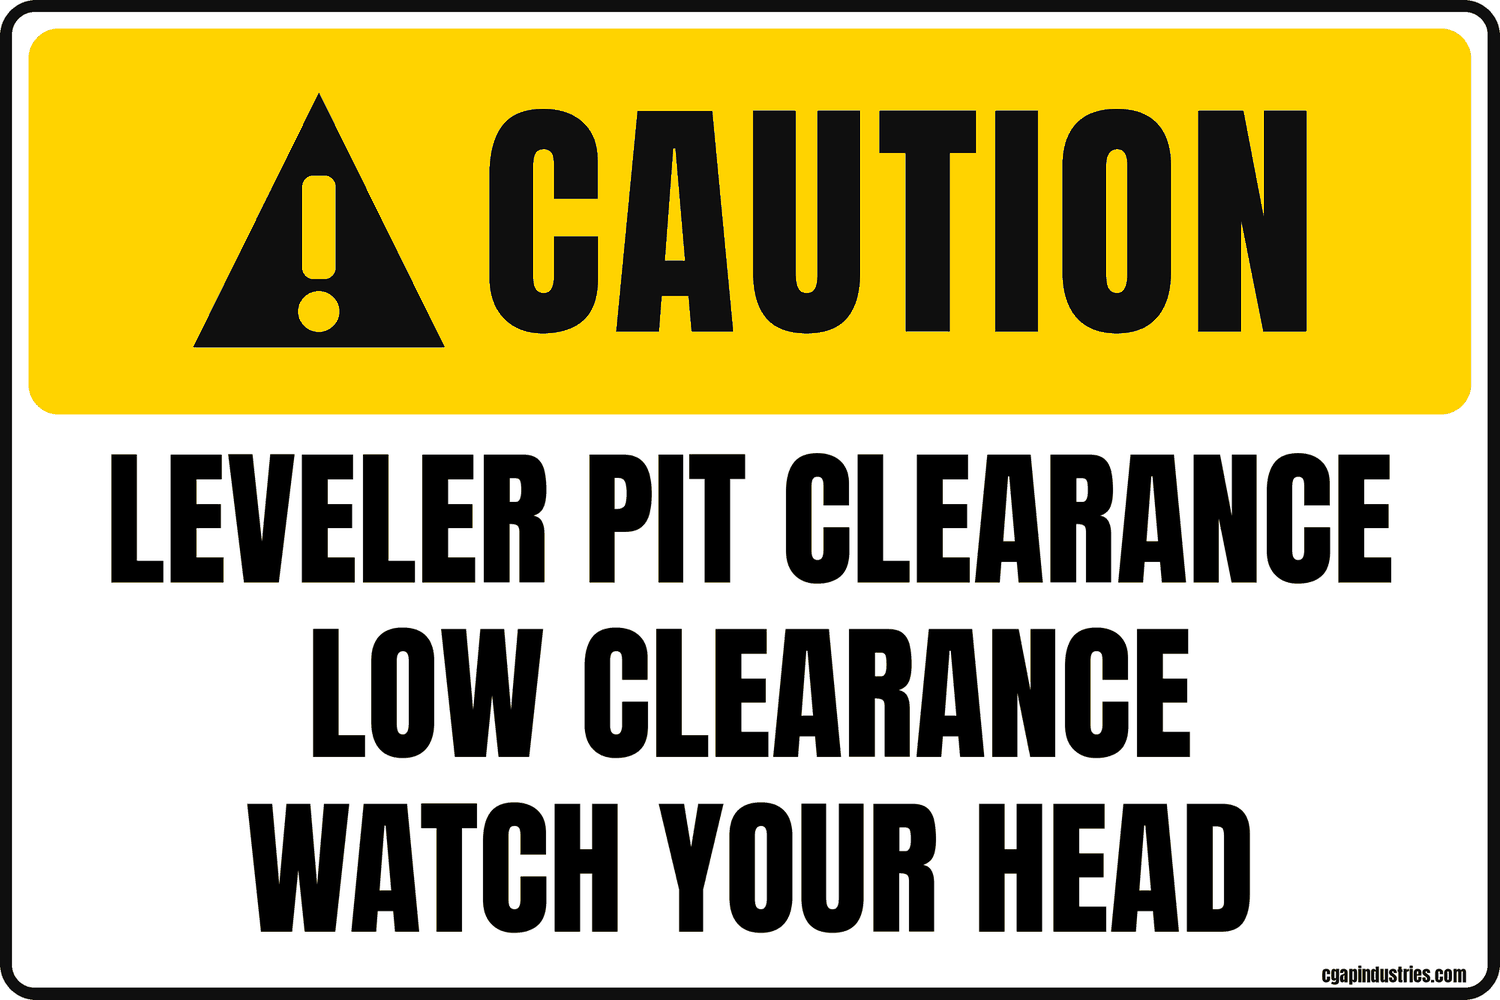 CAUTION
LEVELER PIT CLEARANCE
LOW CLEARANCE
WATCH YOUR HEAD
cgapindustries.com